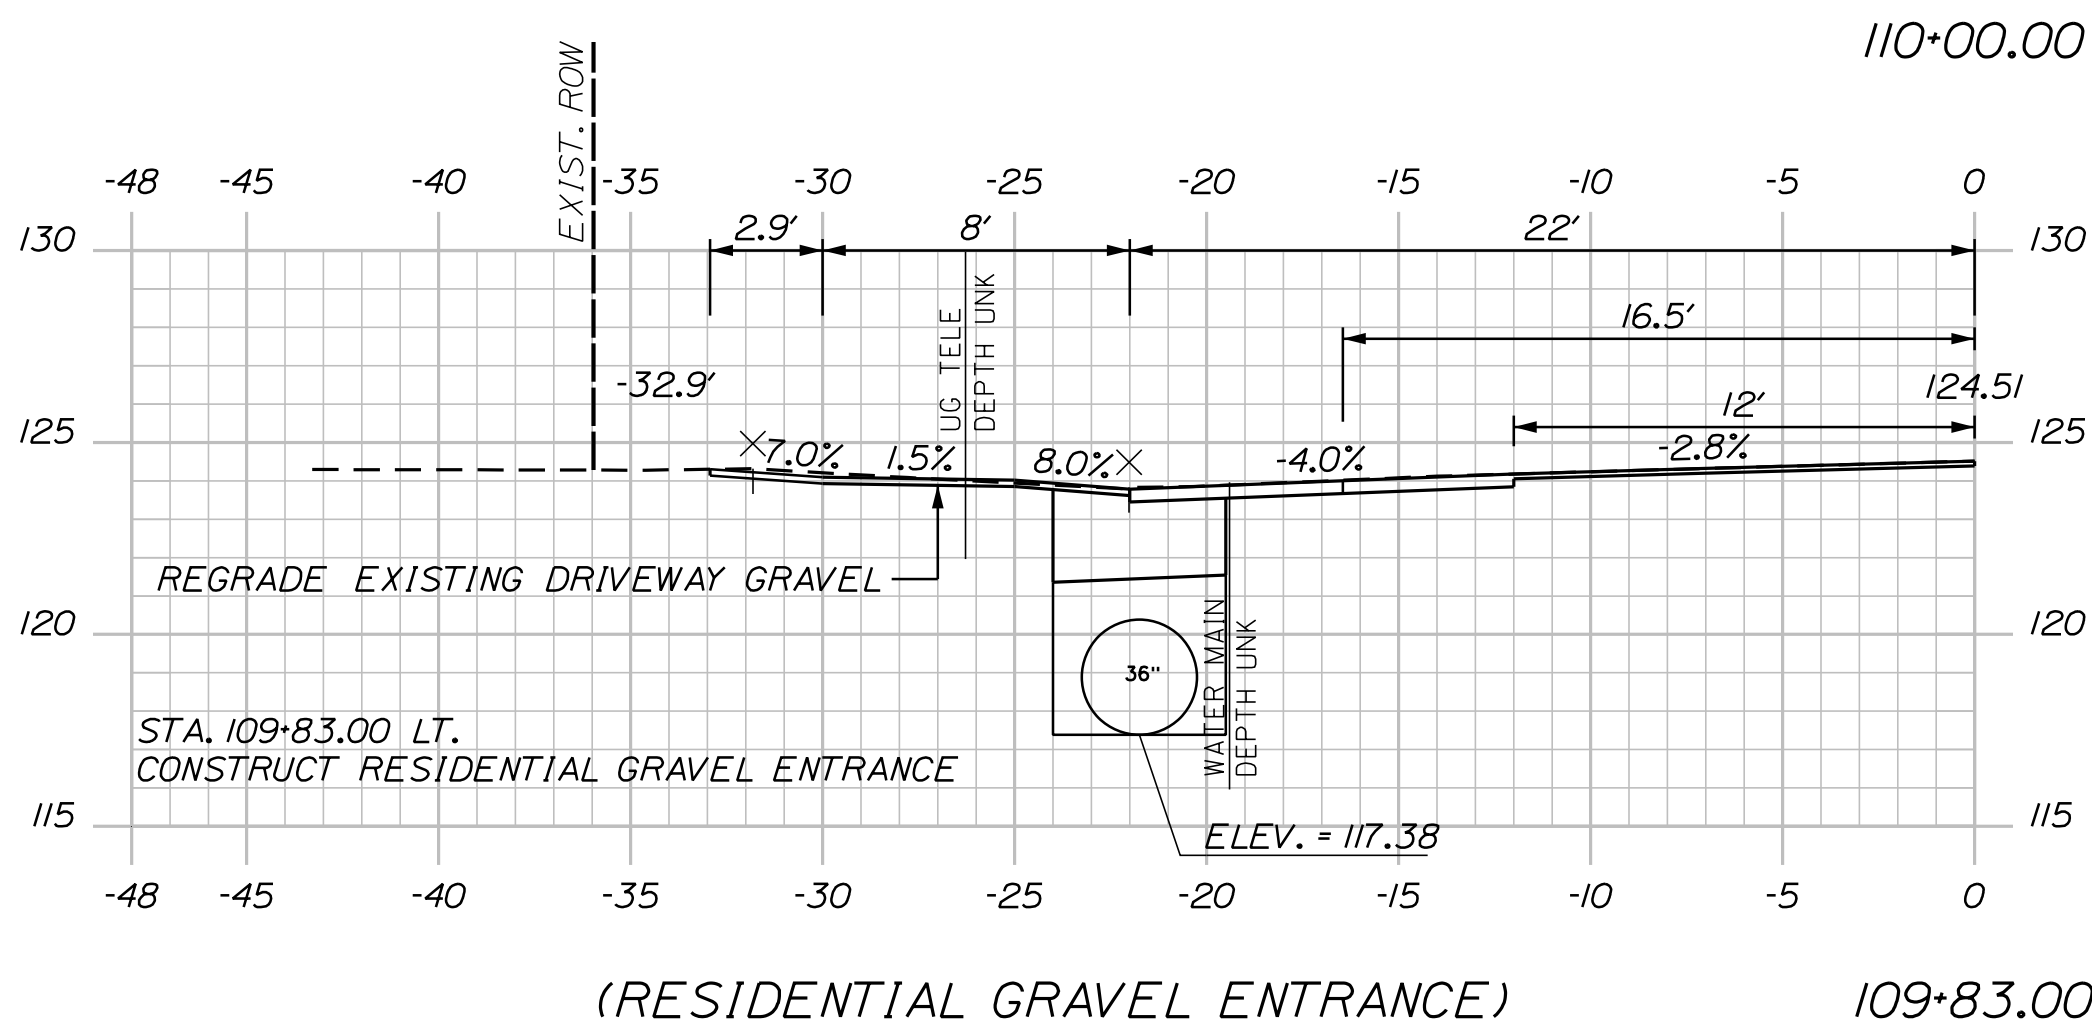 110+00.00
EXIST. ROW
-48 -45 -40 -35 -30 -25 -20 -15 -10 -5 0
2.9' 8' 22'
130 130
16.5'
UG TELE
DEPTH UNK
-32.9' 124.51
12'
125 125
7.0% 1.5% 8.0% -4.0% -2.8%
REGRADE EXISTING DRIVEWAY GRAVEL
120 120
36"
WATER MAIN
DEPTH UNK
STA. 109+83.00 LT.
CONSTRUCT RESIDENTIAL GRAVEL ENTRANCE
115 115
ELEV. = 117.38
-48 -45 -40 -35 -30 -25 -20 -15 -10 -5 0
(RESIDENTIAL GRAVEL ENTRANCE) 109+83.00